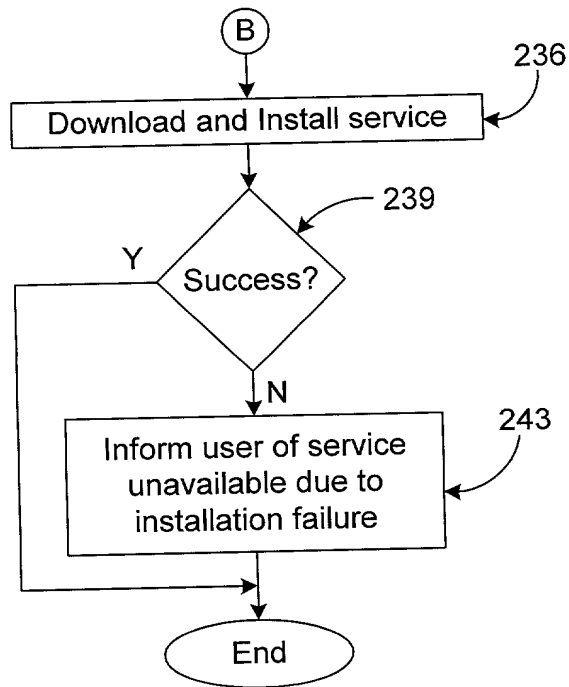 B
236
Download and Install service
239
Y
Success?
N
243
Inform user of service
unavailable due to
installation failure
End